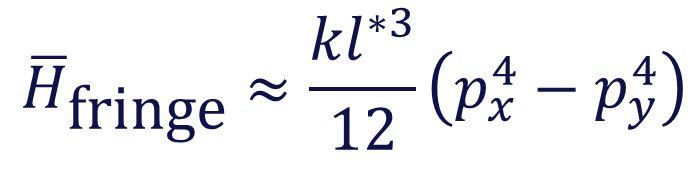 H̅_fringe ≈ kl*³/12 (p_x⁴ − p_y⁴)